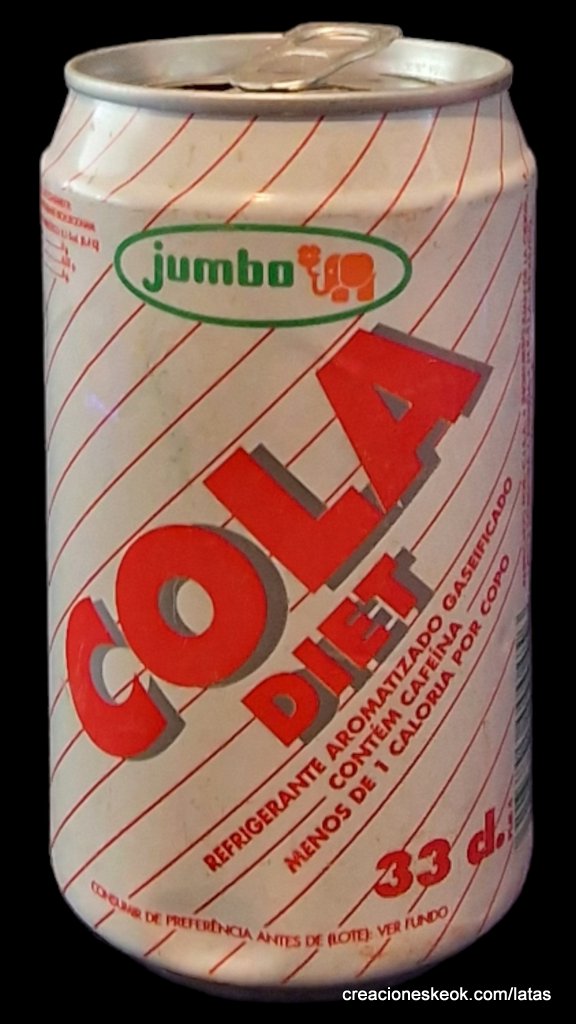 jumbo
COLA
DIET
REFRIGERANTE AROMATIZADO GASEIFICADO
CONTÉM CAFEÍNA
MENOS DE 1 CALORIA POR COPO
33 d.
CONSUMIR DE PREFERÊNCIA ANTES DE (LOTE): VER FUNDO
creacioneskeok.com/latas